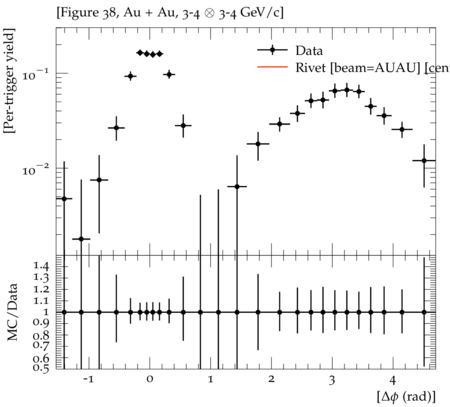 [Figure 38, Au + Au, 3-4 ⊗ 3-4 GeV/c]
[Per-trigger yield]
10⁻¹
10⁻²
Data
Rivet [beam=AUAU] [cen
MC/Data
1.4
1.3
1.2
1.1
1
0.9
0.8
0.7
0.6
0.5
-1 0 1 2 3 4
[Δϕ (rad)]